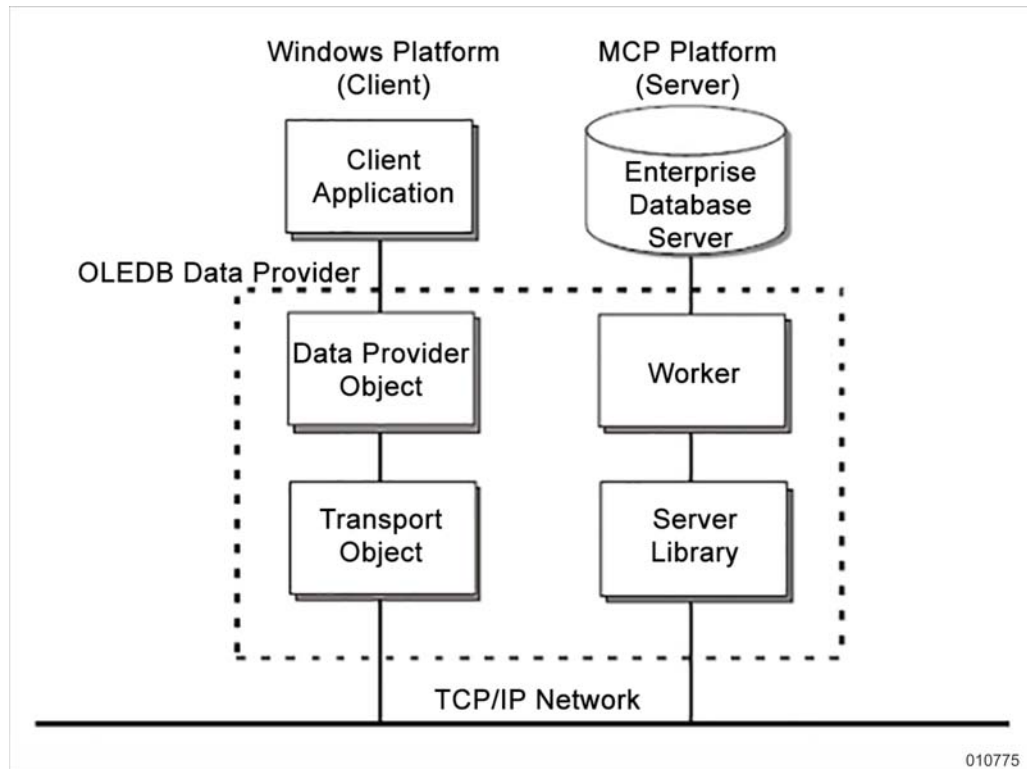 Windows Platform
(Client)
MCP Platform
(Server)
Client
Application
Enterprise
Database
Server
OLEDB Data Provider
Data Provider
Object
Worker
Transport
Object
Server
Library
TCP/IP Network
010775